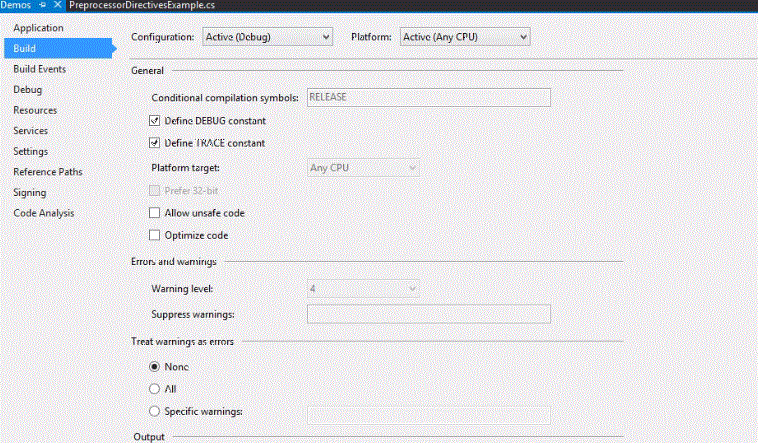 Demos PreprocessorDirectivesExample.cs
Application
Build
Build Events
Debug
Resources
Services
Settings
Reference Paths
Signing
Code Analysis
Configuration: Active (Debug) Platform: Active (Any CPU)
General
Conditional compilation symbols: RELEASE
Define DEBUG constant
Define TRACE constant
Platform target: Any CPU
Prefer 32-bit
Allow unsafe code
Optimize code
Errors and warnings
Warning level: 4
Suppress warnings:
Treat warnings as errors
None
All
Specific warnings:
Output